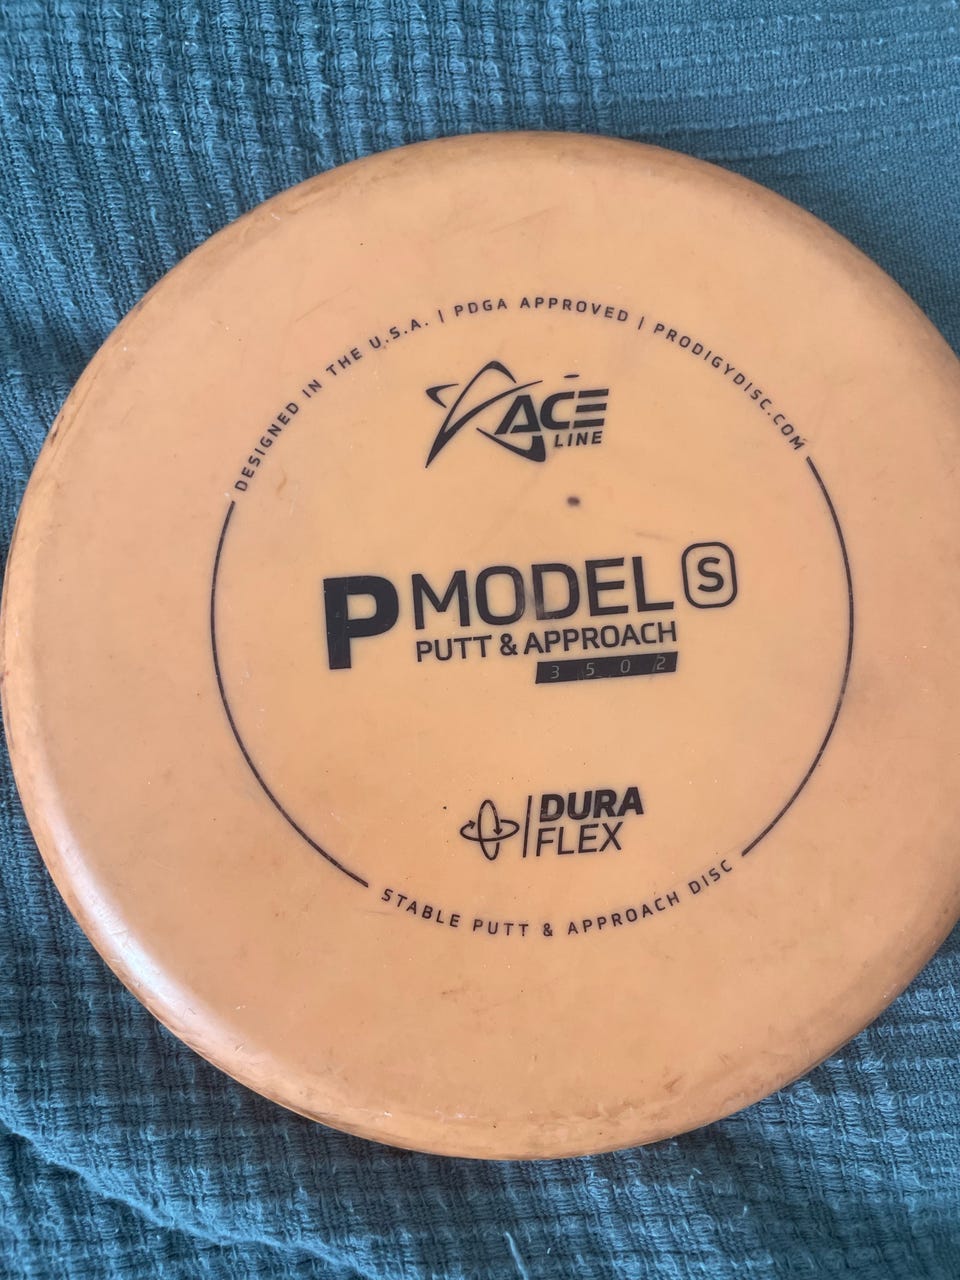 DESIGNED IN THE U.S.A. | PDGA APPROVED | PRODIGYDISC.COM
ACE
LINE
P MODEL S
PUTT & APPROACH
3 5 0 2
DURA
FLEX
STABLE PUTT & APPROACH DISC